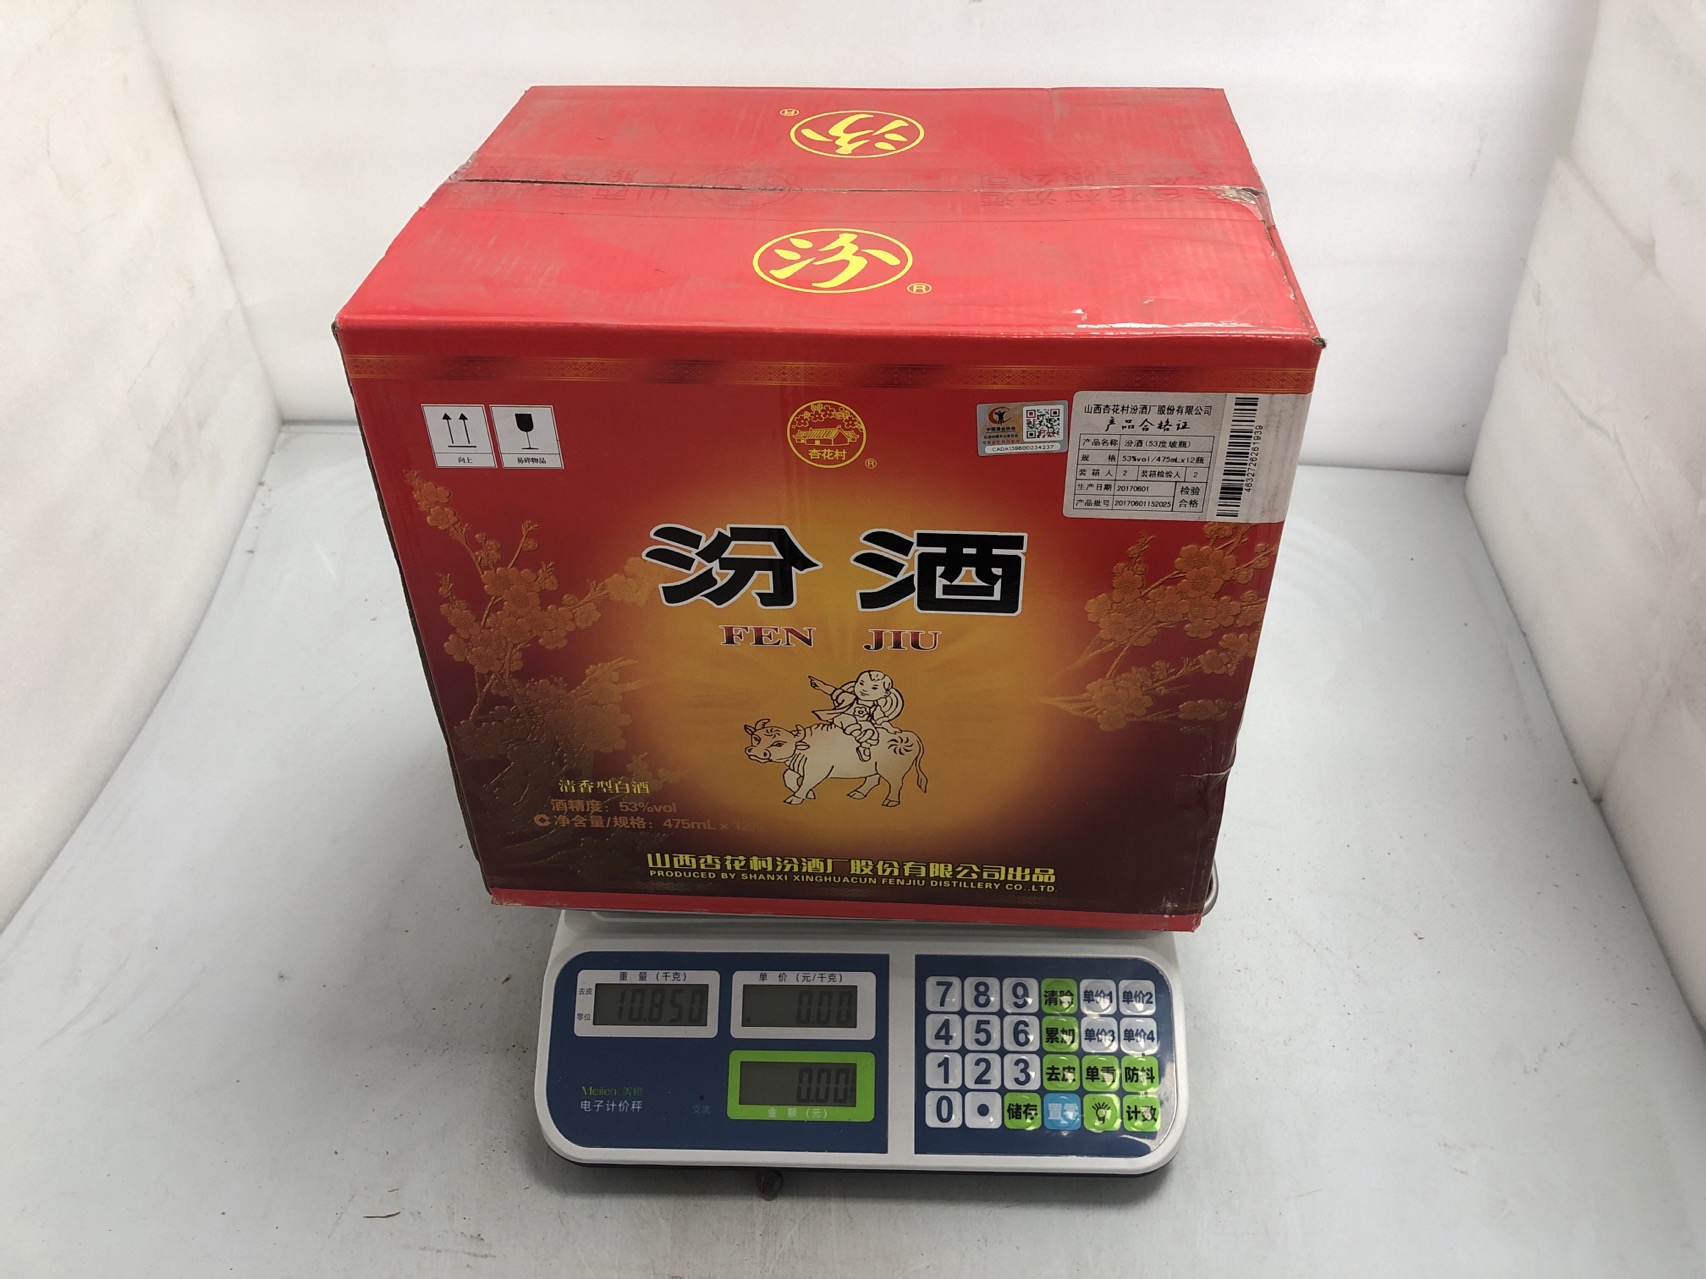 汾
®
汾
®
向上
易碎物品
杏花村
®
CADA139600234237
山西杏花村汾酒厂股份有限公司
产品合格证
产品名称 汾酒(53度玻瓶)
规格 53%vol/475mLx12瓶
装箱人 2 装箱检验人 2
生产日期 20170601 检验
产品批号 20170601152025 合格
汾酒
FEN JIU
清香型白酒
酒精度：53%vol
净含量/规格：475mL x 12
山西杏花村汾酒厂股份有限公司出品
PRODUCED BY SHANXI XINGHUACUN FENJIU DISTILLERY CO.,LTD
重量(千克) 单价(元/千克)
去皮
零位
10.850 0.00
0.00
金额(元)
Meilen
电子计价秤
交流
7 8 9 清除 单价1 单价2
4 5 6 累加 单价3 单价4
1 2 3 去皮 单重 防抖
0 • 储存 置零 计数